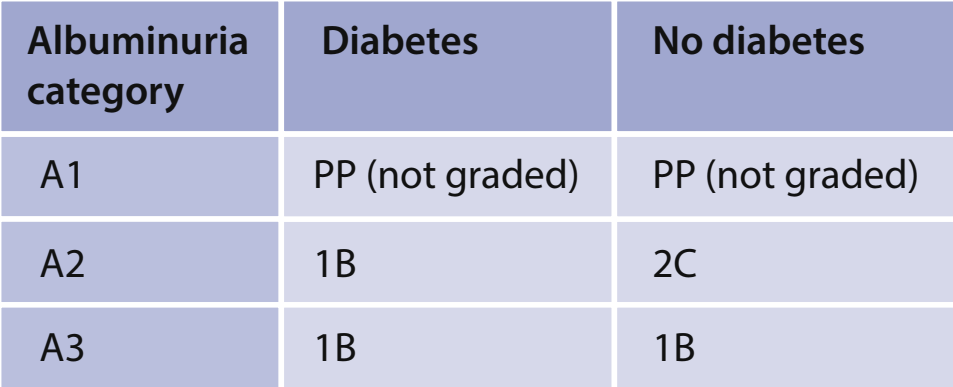 Albuminuria category Diabetes No diabetes
A1 PP (not graded) PP (not graded)
A2 1B 2C
A3 1B 1B